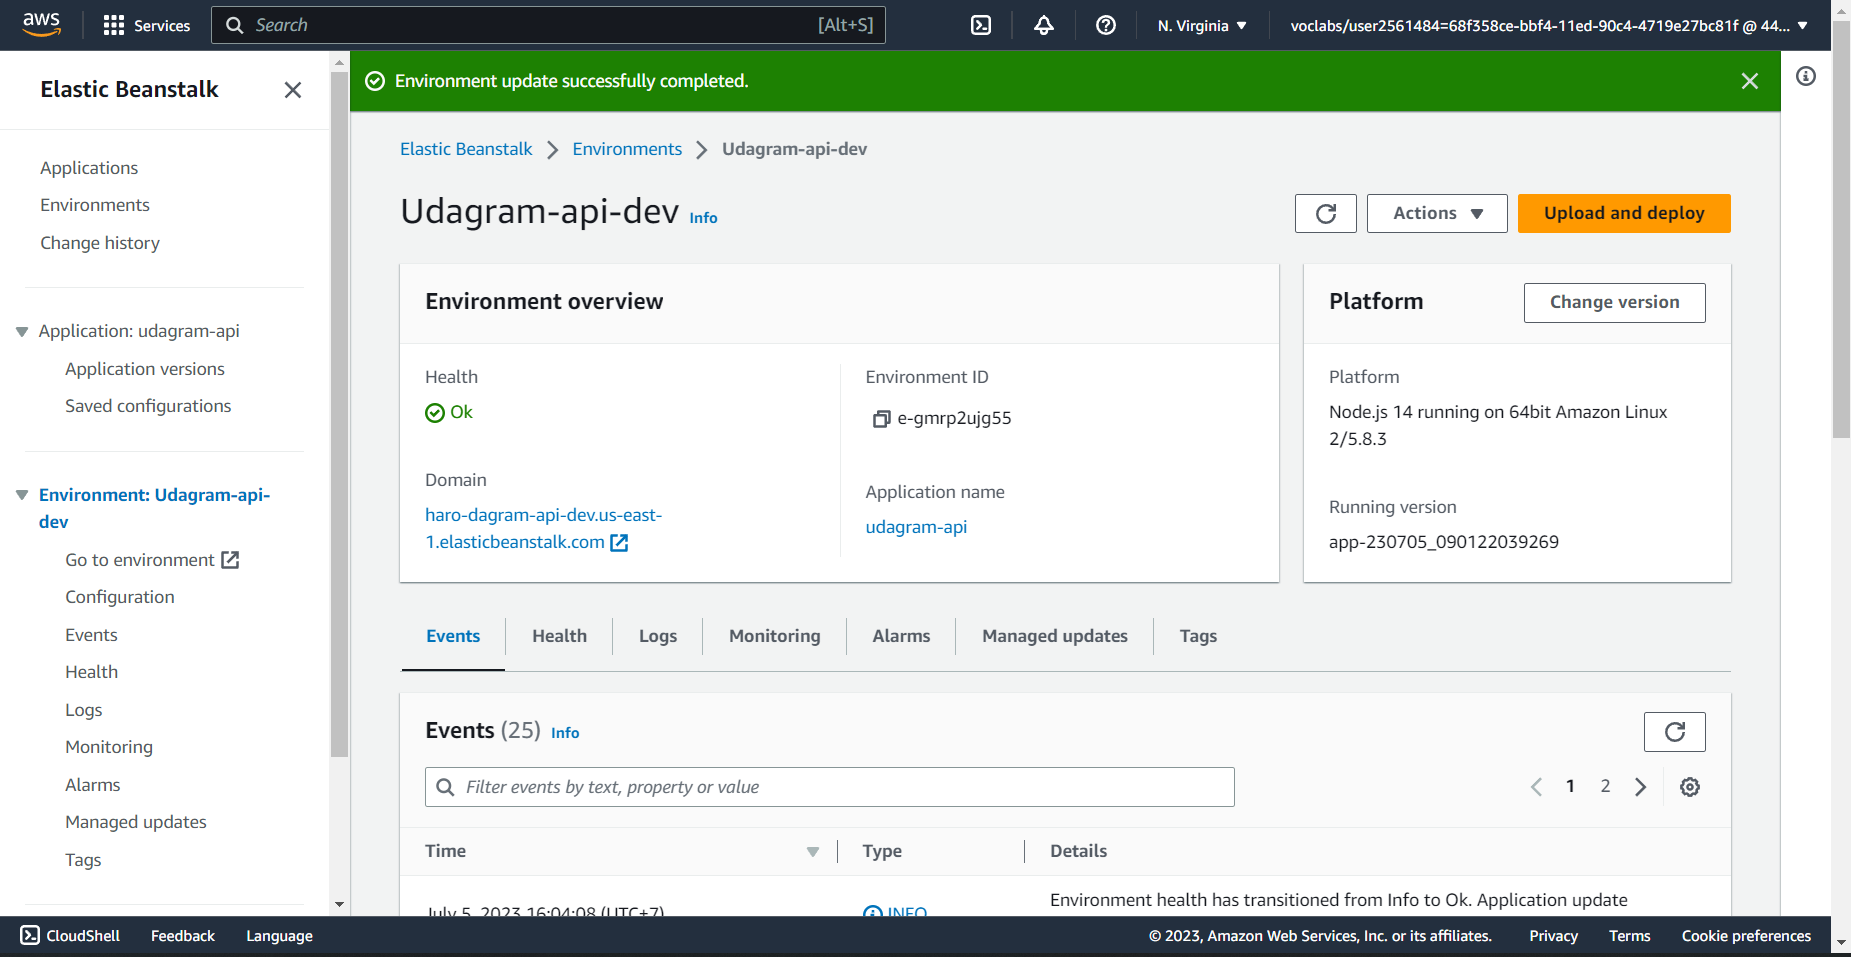 aws
Services
Search
[Alt+S]
N. Virginia
voclabs/user2561484=68f358ce-bbf4-11ed-90c4-4719e27bc81f @ 44...
Elastic Beanstalk
Applications
Environments
Change history
Application: udagram-api
Application versions
Saved configurations
Environment: Udagram-api-
dev
Go to environment
Configuration
Events
Health
Logs
Monitoring
Alarms
Managed updates
Tags
Environment update successfully completed.
Elastic Beanstalk
Environments
Udagram-api-dev
Udagram-api-dev Info
Actions
Upload and deploy
Environment overview
Health
Ok
Domain
haro-dagram-api-dev.us-east-
1.elasticbeanstalk.com
Environment ID
e-gmrp2ujg55
Application name
udagram-api
Platform
Change version
Platform
Node.js 14 running on 64bit Amazon Linux
2/5.8.3
Running version
app-230705_090122039269
Events
Health
Logs
Monitoring
Alarms
Managed updates
Tags
Events (25) Info
Filter events by text, property or value
1
2
Time
Type
Details
July 5, 2023 16:04:08 (UTC+7)
INFO
Environment health has transitioned from Info to Ok. Application update
CloudShell
Feedback
Language
© 2023, Amazon Web Services, Inc. or its affiliates.
Privacy
Terms
Cookie preferences